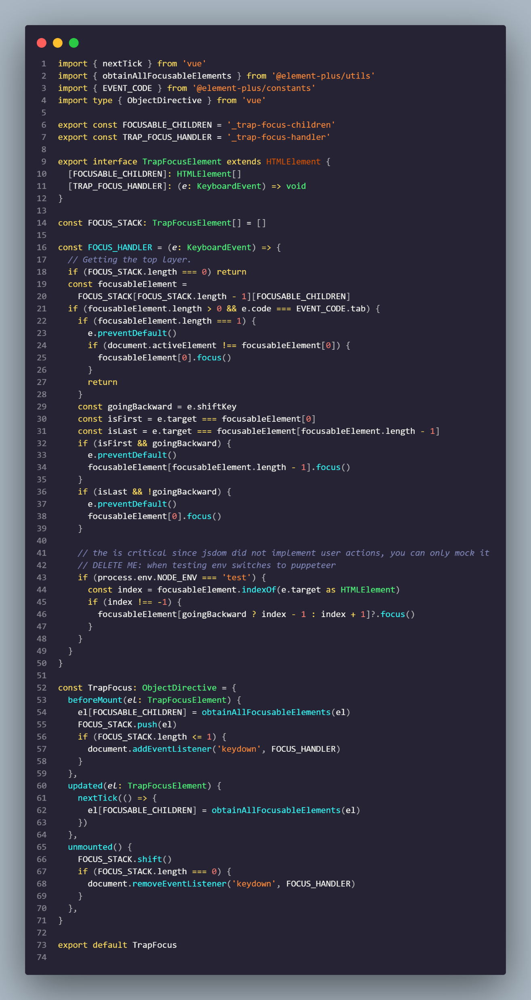 1 import { nextTick } from 'vue'
2 import { obtainAllFocusableElements } from '@element-plus/utils'
3 import { EVENT_CODE } from '@element-plus/constants'
4 import type { ObjectDirective } from 'vue'
5
6 export const FOCUSABLE_CHILDREN = '_trap-focus-children'
7 export const TRAP_FOCUS_HANDLER = '_trap-focus-handler'
8
9 export interface TrapFocusElement extends HTMLElement {
10   [FOCUSABLE_CHILDREN]: HTMLElement[]
11   [TRAP_FOCUS_HANDLER]: (e: KeyboardEvent) => void
12 }
13
14 const FOCUS_STACK: TrapFocusElement[] = []
15
16 const FOCUS_HANDLER = (e: KeyboardEvent) => {
17   // Getting the top layer.
18   if (FOCUS_STACK.length === 0) return
19   const focusableElement =
20     FOCUS_STACK[FOCUS_STACK.length - 1][FOCUSABLE_CHILDREN]
21   if (focusableElement.length > 0 && e.code === EVENT_CODE.tab) {
22     if (focusableElement.length === 1) {
23       e.preventDefault()
24       if (document.activeElement !== focusableElement[0]) {
25         focusableElement[0].focus()
26       }
27       return
28     }
29     const goingBackward = e.shiftKey
30     const isFirst = e.target === focusableElement[0]
31     const isLast = e.target === focusableElement[focusableElement.length - 1]
32     if (isFirst && goingBackward) {
33       e.preventDefault()
34       focusableElement[focusableElement.length - 1].focus()
35     }
36     if (isLast && !goingBackward) {
37       e.preventDefault()
38       focusableElement[0].focus()
39     }
40
41     // the is critical since jsdom did not implement user actions, you can only mock it
42     // DELETE ME: when testing env switches to puppeteer
43     if (process.env.NODE_ENV === 'test') {
44       const index = focusableElement.indexOf(e.target as HTMLElement)
45       if (index !== -1) {
46         focusableElement[goingBackward ? index - 1 : index + 1]?.focus()
47       }
48     }
49   }
50 }
51
52 const TrapFocus: ObjectDirective = {
53   beforeMount(el: TrapFocusElement) {
54     el[FOCUSABLE_CHILDREN] = obtainAllFocusableElements(el)
55     FOCUS_STACK.push(el)
56     if (FOCUS_STACK.length <= 1) {
57       document.addEventListener('keydown', FOCUS_HANDLER)
58     }
59   },
60   updated(el: TrapFocusElement) {
61     nextTick(() => {
62       el[FOCUSABLE_CHILDREN] = obtainAllFocusableElements(el)
63     })
64   },
65   unmounted() {
66     FOCUS_STACK.shift()
67     if (FOCUS_STACK.length === 0) {
68       document.removeEventListener('keydown', FOCUS_HANDLER)
69     }
70   },
71 }
72
73 export default TrapFocus
74